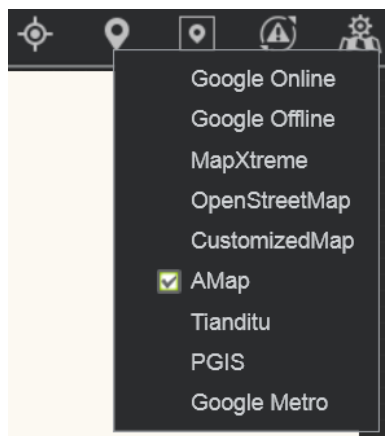 Google Online
Google Offline
MapXtreme
OpenStreetMap
CustomizedMap
AMap
Tianditu
PGIS
Google Metro